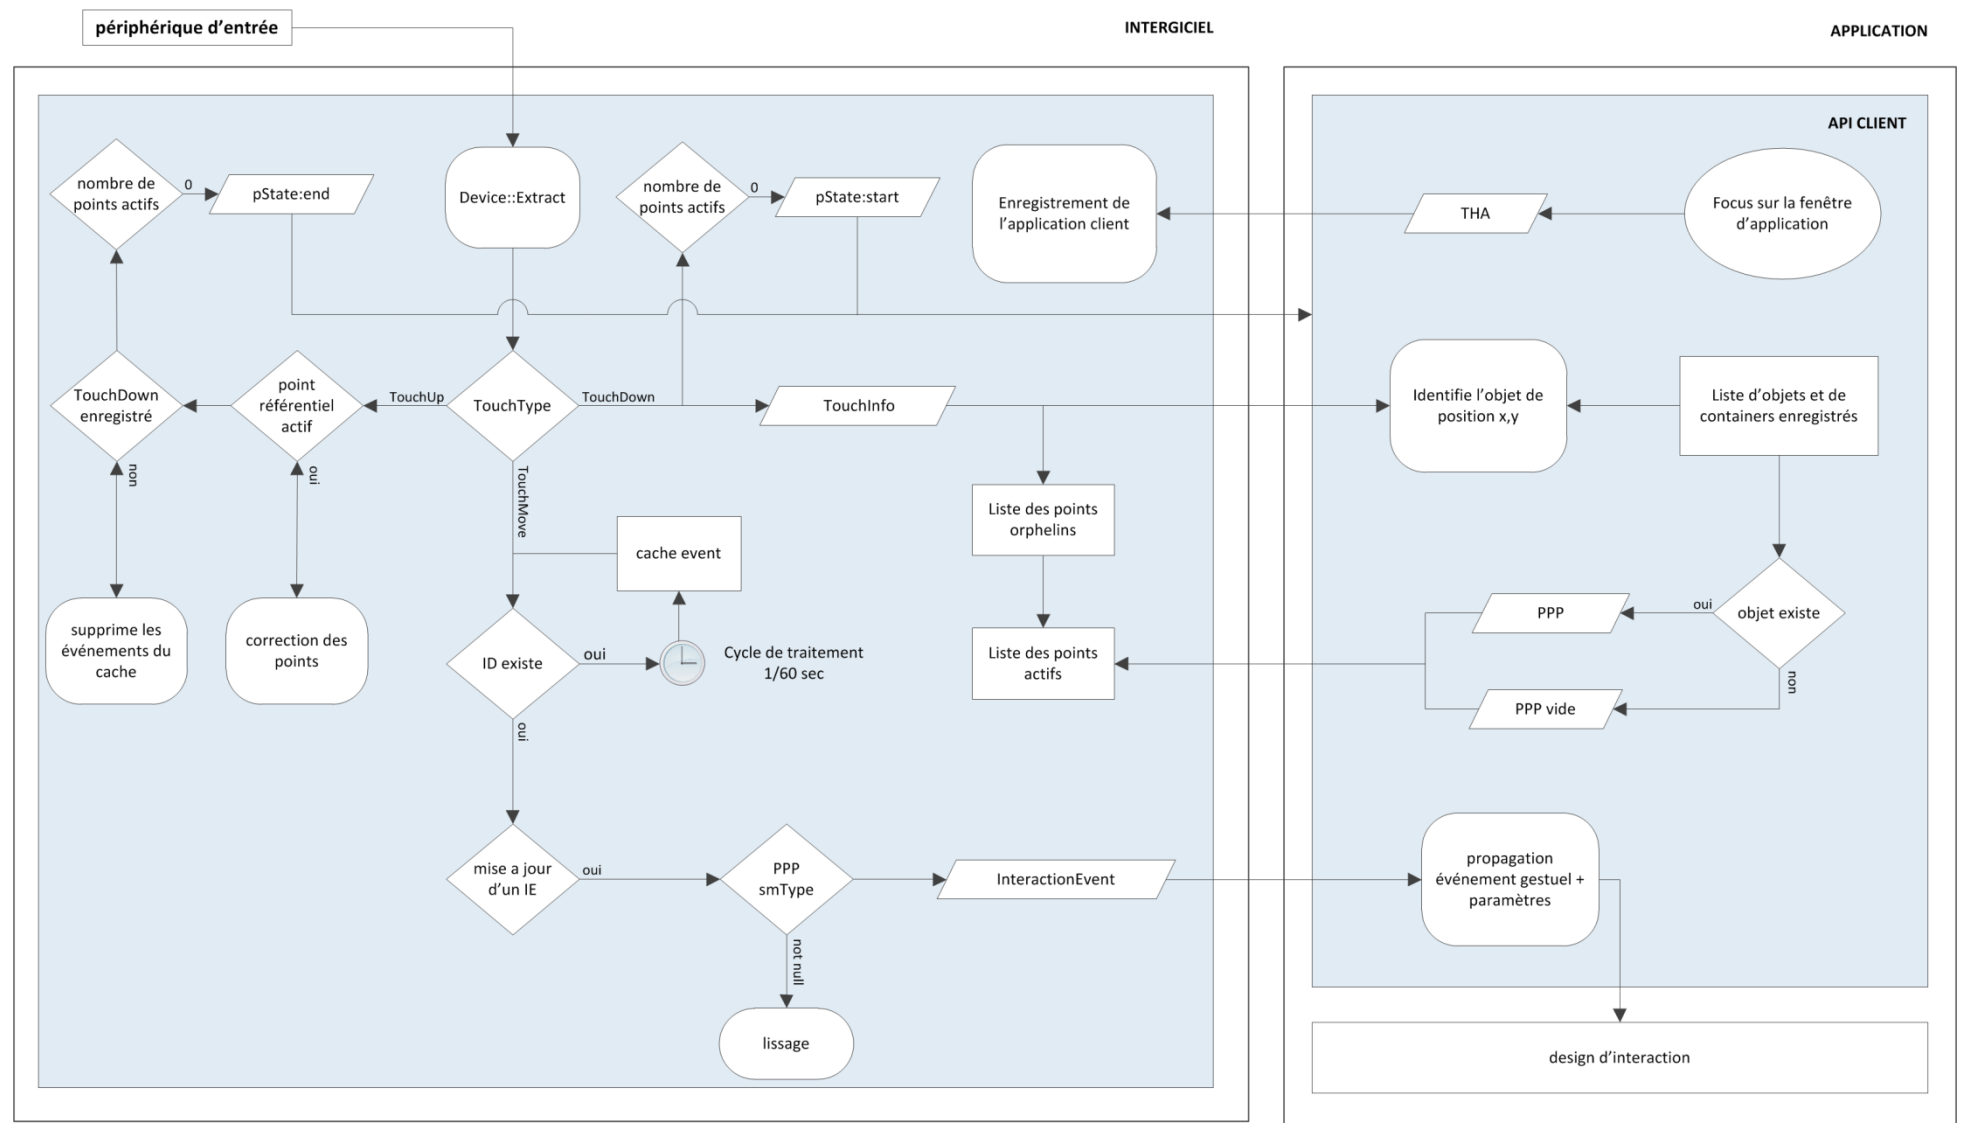 périphérique d’entrée
INTERGICIEL
APPLICATION
API CLIENT
nombre de
points actifs
0
pState:end
Device::Extract
nombre de
points actifs
0
pState:start
Enregistrement de
l’application client
THA
Focus sur la fenêtre
d’application
TouchDown
enregistré
point
référentiel
actif
TouchUp
TouchType
TouchDown
TouchInfo
Identifie l’objet de
position x,y
Liste d’objets et de
containers enregistrés
non
oui
TouchMove
cache event
Liste des points
orphelins
supprime les
événements du
cache
correction des
points
ID existe
oui
Cycle de traitement
1/60 sec
Liste des points
actifs
PPP
oui
objet existe
non
PPP vide
oui
mise a jour
d’un IE
oui
PPP
smType
InteractionEvent
propagation
événement gestuel +
paramètres
not null
lissage
design d’interaction